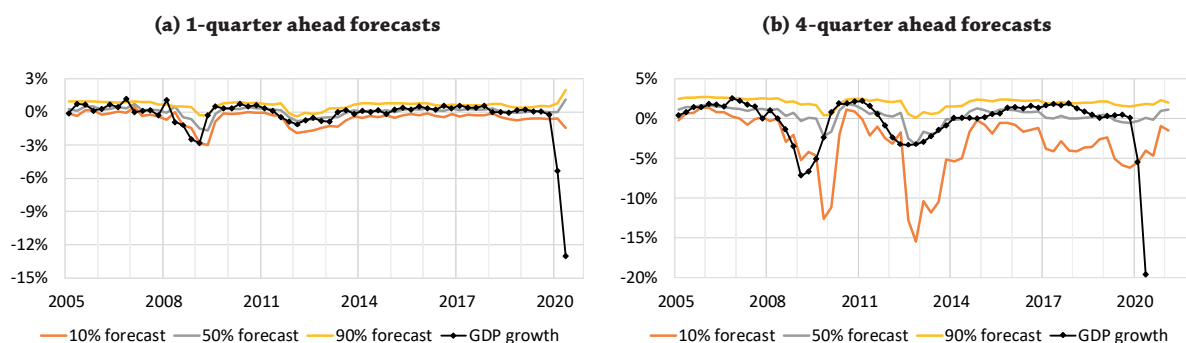 (a) 1-quarter ahead forecasts
3%
0%
-3%
-6%
-9%
-12%
-15%
2005 2008 2011 2014 2017 2020
10% forecast 50% forecast 90% forecast GDP growth
(b) 4-quarter ahead forecasts
5%
0%
-5%
-10%
-15%
-20%
2005 2008 2011 2014 2017 2020
10% forecast 50% forecast 90% forecast GDP growth